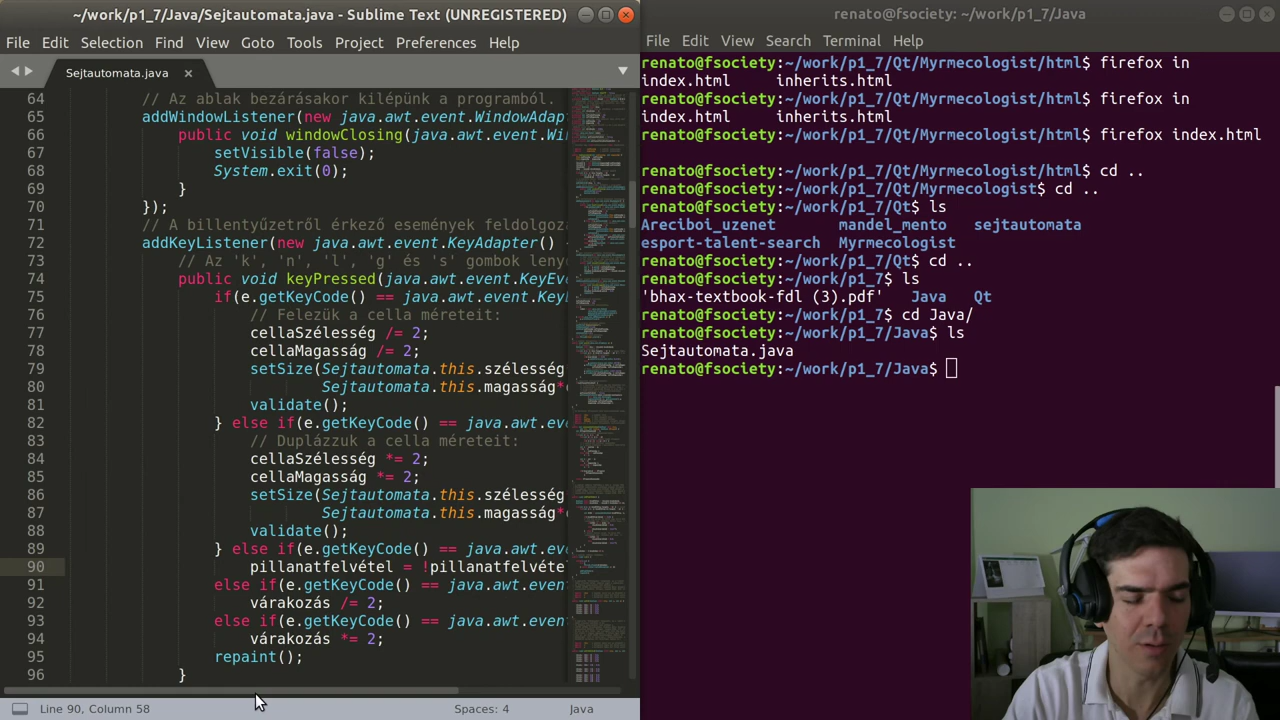 ~/work/p1_7/Java/Sejtautomata.java - Sublime Text (UNREGISTERED)
File Edit Selection Find View Goto Tools Project Preferences Help
Sejtautomata.java
64 // Az ablak bezárásakor kilépünk a programból.
65 addWindowListener(new java.awt.event.WindowAdap
66 public void windowClosing(java.awt.event.Wi
67 setVisible(false);
68 System.exit(0);
69 }
70 });
71 // A billentyűzetről érkező események feldolgoza
72 addKeyListener(new java.awt.event.KeyAdapter() {
73 // Az 'k', 'n', 'l', 'g' és 's' gombok leny
74 public void keyPressed(java.awt.event.KeyEve
75 if(e.getKeyCode() == java.awt.event.Key
76 // Felezük a cella méreteit:
77 cellaSzélesség /= 2;
78 cellaMagasság /= 2;
79 setSize(Sejtautomata.this.szélesség
80 Sejtautomata.this.magasság*
81 validate();
82 } else if(e.getKeyCode() == java.awt.eve
83 // Duplázzuk a cella méreteit:
84 cellaSzélesség *= 2;
85 cellaMagasság *= 2;
86 setSize(Sejtautomata.this.szélesség
87 Sejtautomata.this.magasság*
88 validate();
89 } else if(e.getKeyCode() == java.awt.eve
90 pillanatfelvétel = !pillanatfelvéte
91 else if(e.getKeyCode() == java.awt.even
92 várakozás /= 2;
93 else if(e.getKeyCode() == java.awt.even
94 várakozás *= 2;
95 repaint();
96 }
Line 90, Column 58 Spaces: 4 Java
renato@fsociety: ~/work/p1_7/Java
File Edit View Search Terminal Help
renato@fsociety:~/work/p1_7/Qt/Myrmecologist/html$ firefox in
index.html inherits.html
renato@fsociety:~/work/p1_7/Qt/Myrmecologist/html$ firefox in
index.html inherits.html
renato@fsociety:~/work/p1_7/Qt/Myrmecologist/html$ firefox index.html
renato@fsociety:~/work/p1_7/Qt/Myrmecologist/html$ cd ..
renato@fsociety:~/work/p1_7/Qt/Myrmecologist$ cd ..
renato@fsociety:~/work/p1_7/Qt$ ls
Areciboi_uzenet mandel_mento sejtautomata
esport-talent-search Myrmecologist
renato@fsociety:~/work/p1_7/Qt$ cd ..
renato@fsociety:~/work/p1_7$ ls
'bhax-textbook-fdl (3).pdf' Java Qt
renato@fsociety:~/work/p1_7$ cd Java/
renato@fsociety:~/work/p1_7/Java$ ls
Sejtautomata.java
renato@fsociety:~/work/p1_7/Java$